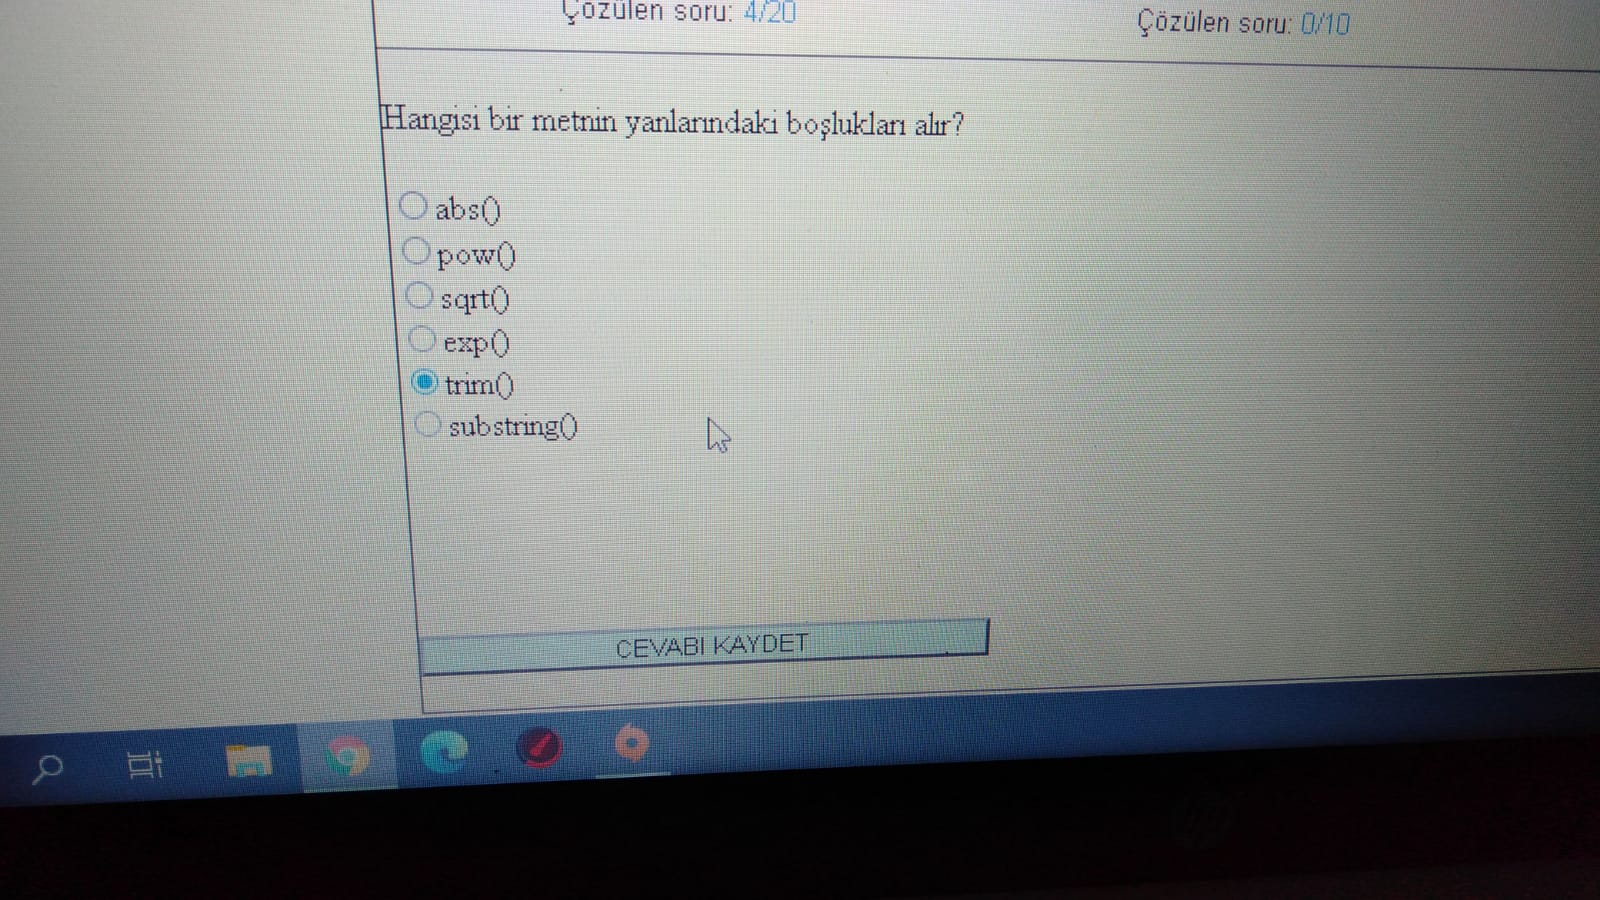 Çözülen soru: 4/20
Çözülen soru: 0/10
Hangisi bir metnin yanlarındaki boşlukları alır?
abs()
pow()
sqrt()
exp()
trim()
substring()
CEVABI KAYDET